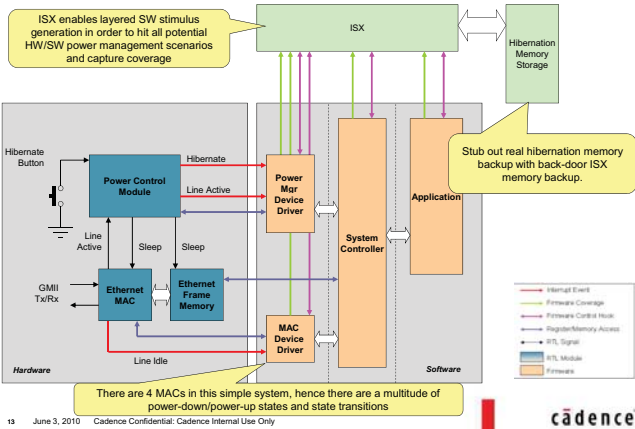 ISX enables layered SW stimulus
generation in order to hit all potential
HW/SW power management scenarios
and capture coverage
ISX
Hibernation
Memory
Storage
Stub out real hibernation memory
backup with back-door ISX
memory backup.
Hibernate
Button
Power Control
Module
Hibernate
Line Active
Power
Mgr
Device
Driver
System
Controller
Application
Line
Active
Sleep
Sleep
GMII
Tx/Rx
Ethernet
MAC
Ethernet
Frame
Memory
MAC
Device
Driver
Line Idle
Hardware
Software
Interrupt Event
Firmware Coverage
Firmware Control Hook
Register/Memory Access
RTL Signal
RTL Module
Firmware
There are 4 MACs in this simple system, hence there are a multitude of
power-down/power-up states and state transitions
13 June 3, 2010 Cadence Confidential: Cadence Internal Use Only
cādence